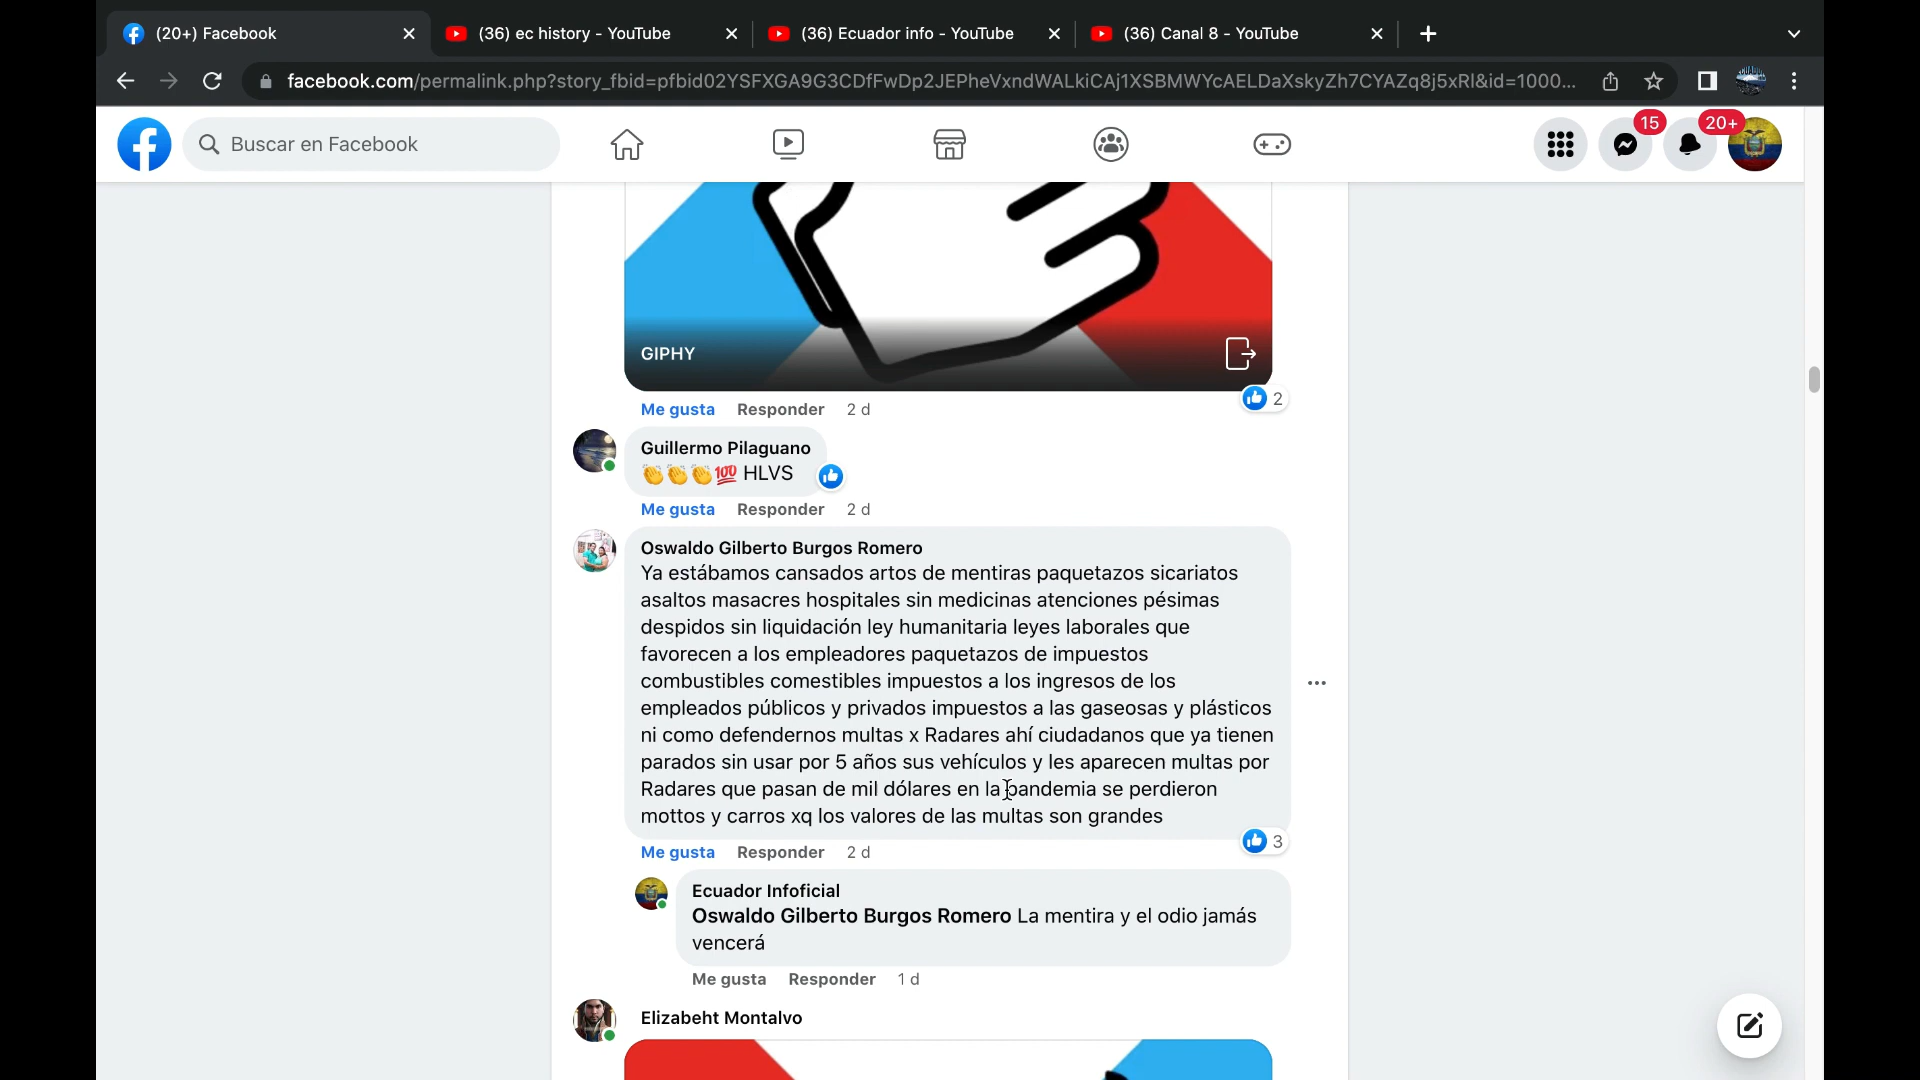 (20+) Facebook
(36) ec history - YouTube
(36) Ecuador info - YouTube
(36) Canal 8 - YouTube
facebook.com/permalink.php?story_fbid=pfbid02YSFXGA9G3CDfFwDp2JEPheVxndWALkiCAj1XSBMWYcAELDaXskyZh7CYAZq8j5xRl&id=1000...
Buscar en Facebook
15
20+
GIPHY
2
Me gusta Responder 2 d
Guillermo Pilaguano
👏👏👏💯 HLVS
Me gusta Responder 2 d
Oswaldo Gilberto Burgos Romero
Ya estábamos cansados artos de mentiras paquetazos sicariatos
asaltos masacres hospitales sin medicinas atenciones pésimas
despidos sin liquidación ley humanitaria leyes laborales que
favorecen a los empleadores paquetazos de impuestos
combustibles comestibles impuestos a los ingresos de los
empleados públicos y privados impuestos a las gaseosas y plásticos
ni como defendernos multas x Radares ahí ciudadanos que ya tienen
parados sin usar por 5 años sus vehículos y les aparecen multas por
Radares que pasan de mil dólares en la pandemia se perdieron
mottos y carros xq los valores de las multas son grandes
3
Me gusta Responder 2 d
Ecuador Infoficial
Oswaldo Gilberto Burgos Romero La mentira y el odio jamás
vencerá
Me gusta Responder 1 d
Elizabeht Montalvo